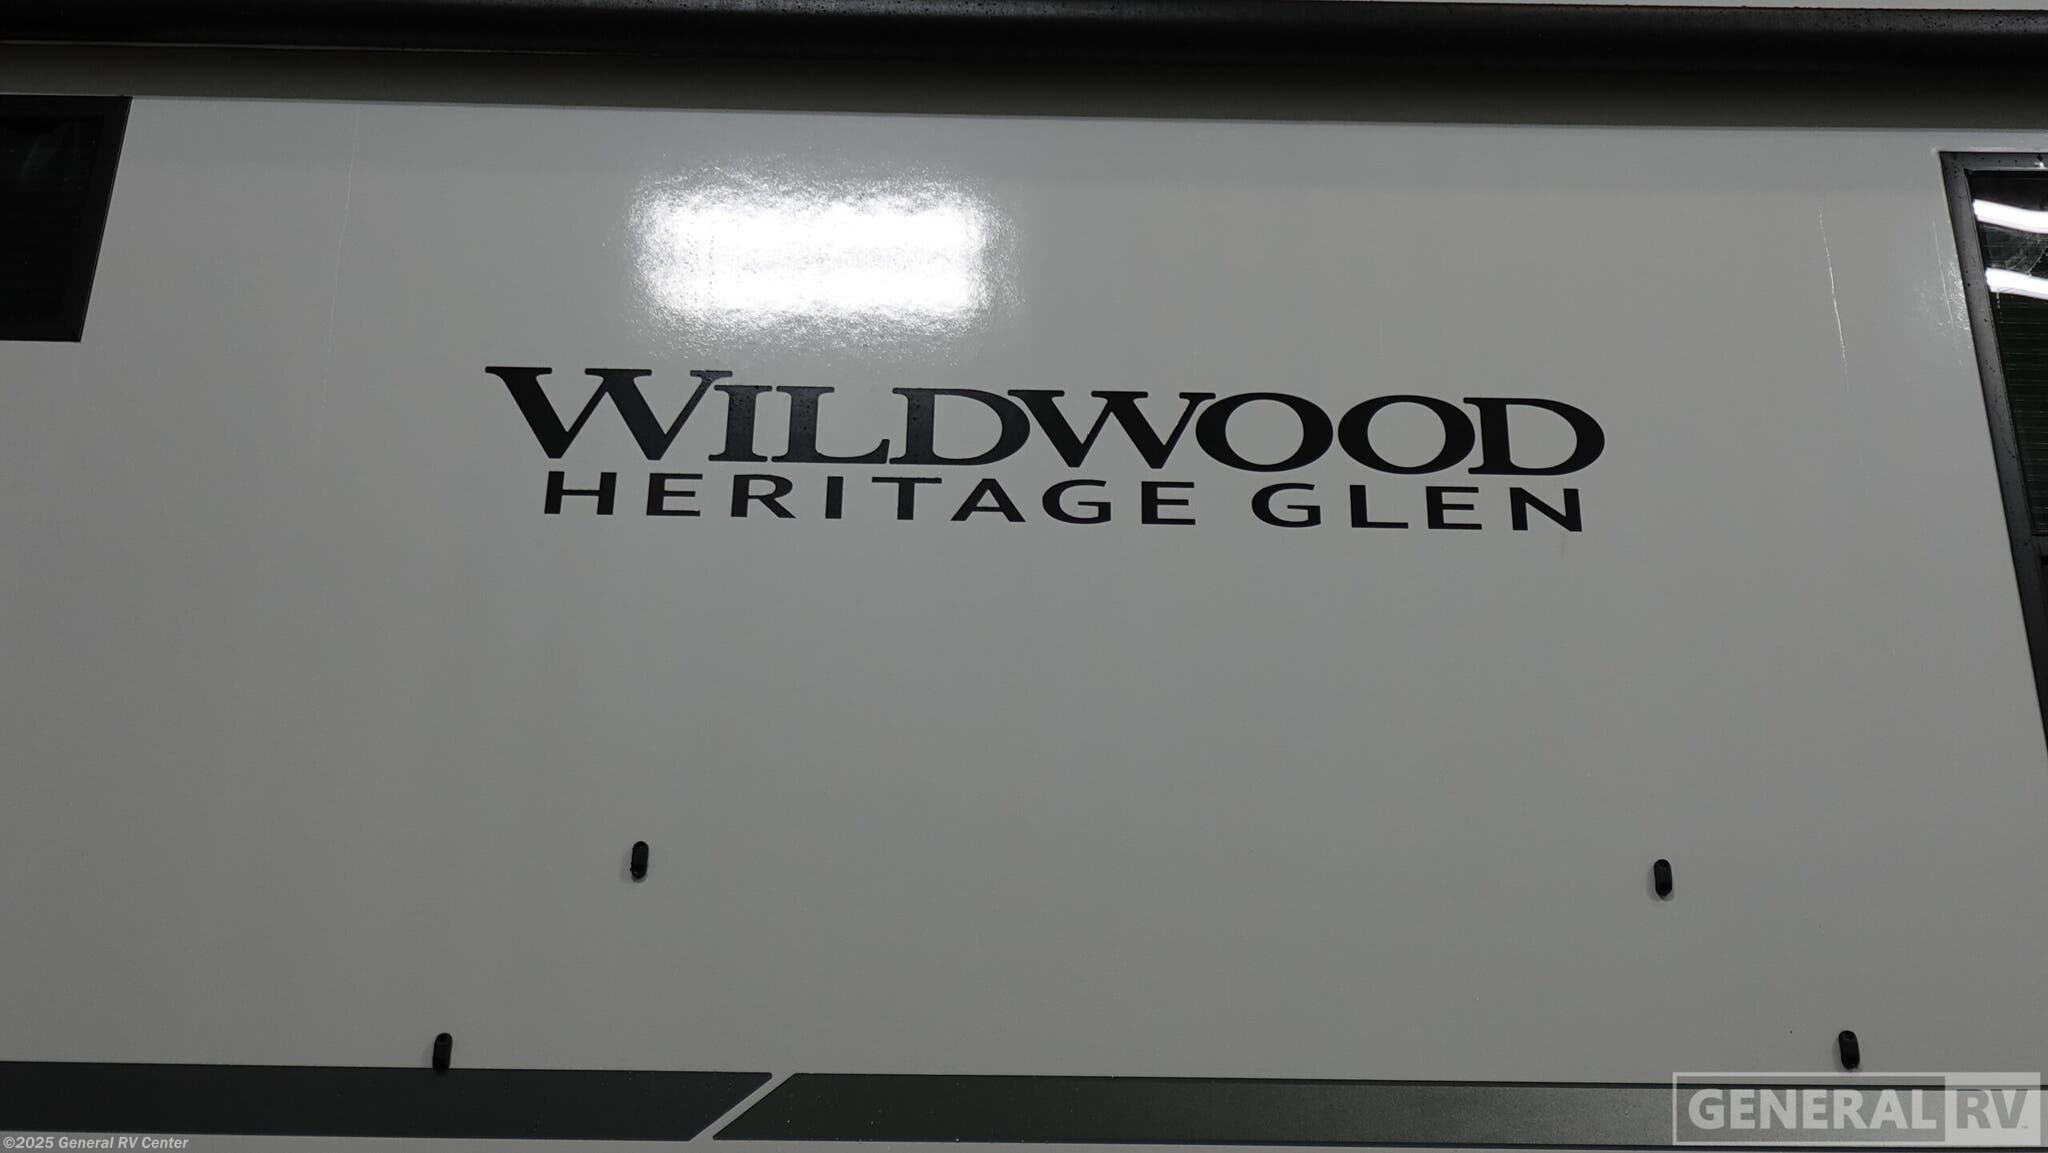 WILDWOOD
HERITAGE GLEN
GENERAL RV
©2025 General RV Center